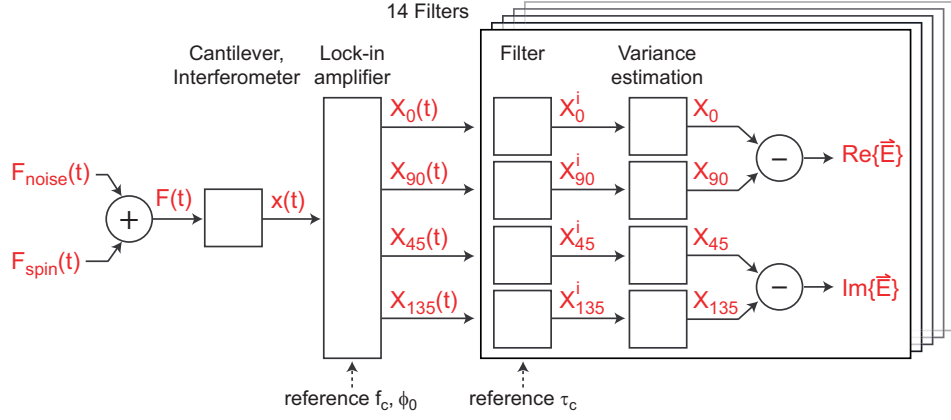 14 Filters
Cantilever,
Interferometer
Lock-in
amplifier
Filter
Variance
estimation
F_noise(t)
F_spin(t)
+
F(t)
x(t)
X_0(t)
X_90(t)
X_45(t)
X_135(t)
X_0^i
X_90^i
X_45^i
X_135^i
X_0
X_90
X_45
X_135
−
−
Re{E⃗}
Im{E⃗}
reference f_c, ϕ_0
reference τ_c